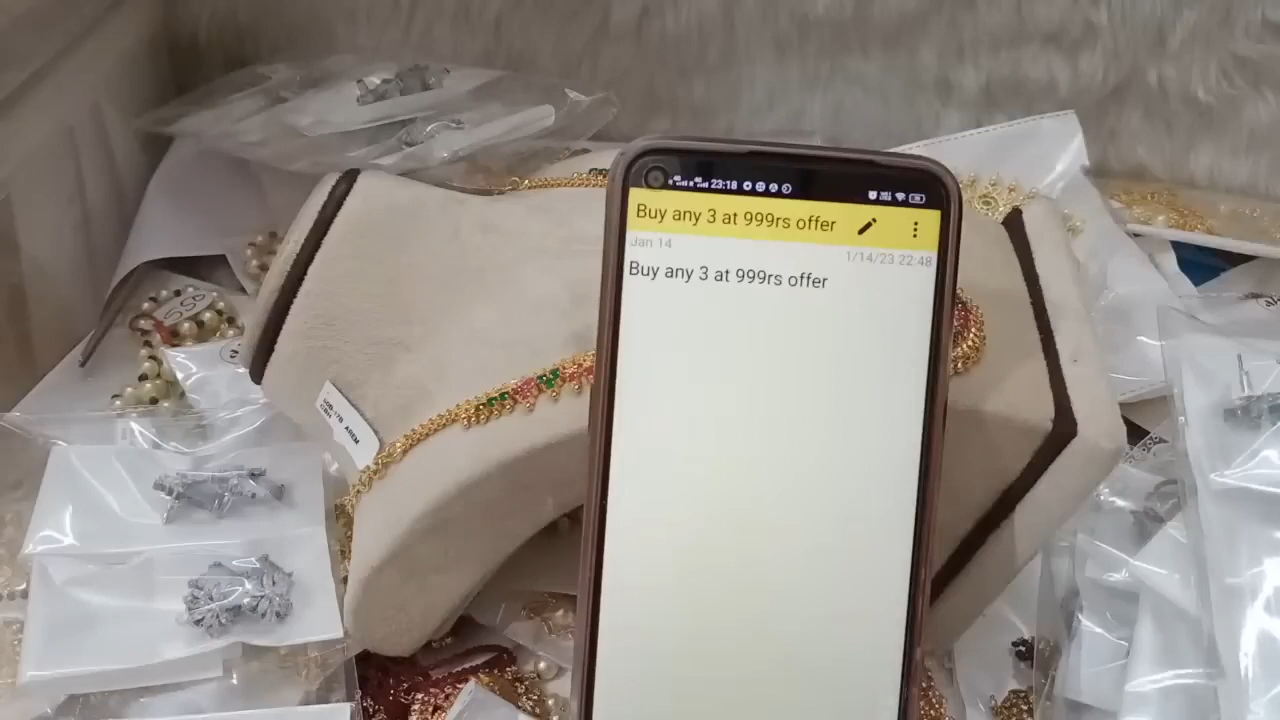 23:18
Buy any 3 at 999rs offer
Jan 14
1/14/23 22:48
Buy any 3 at 999rs offer